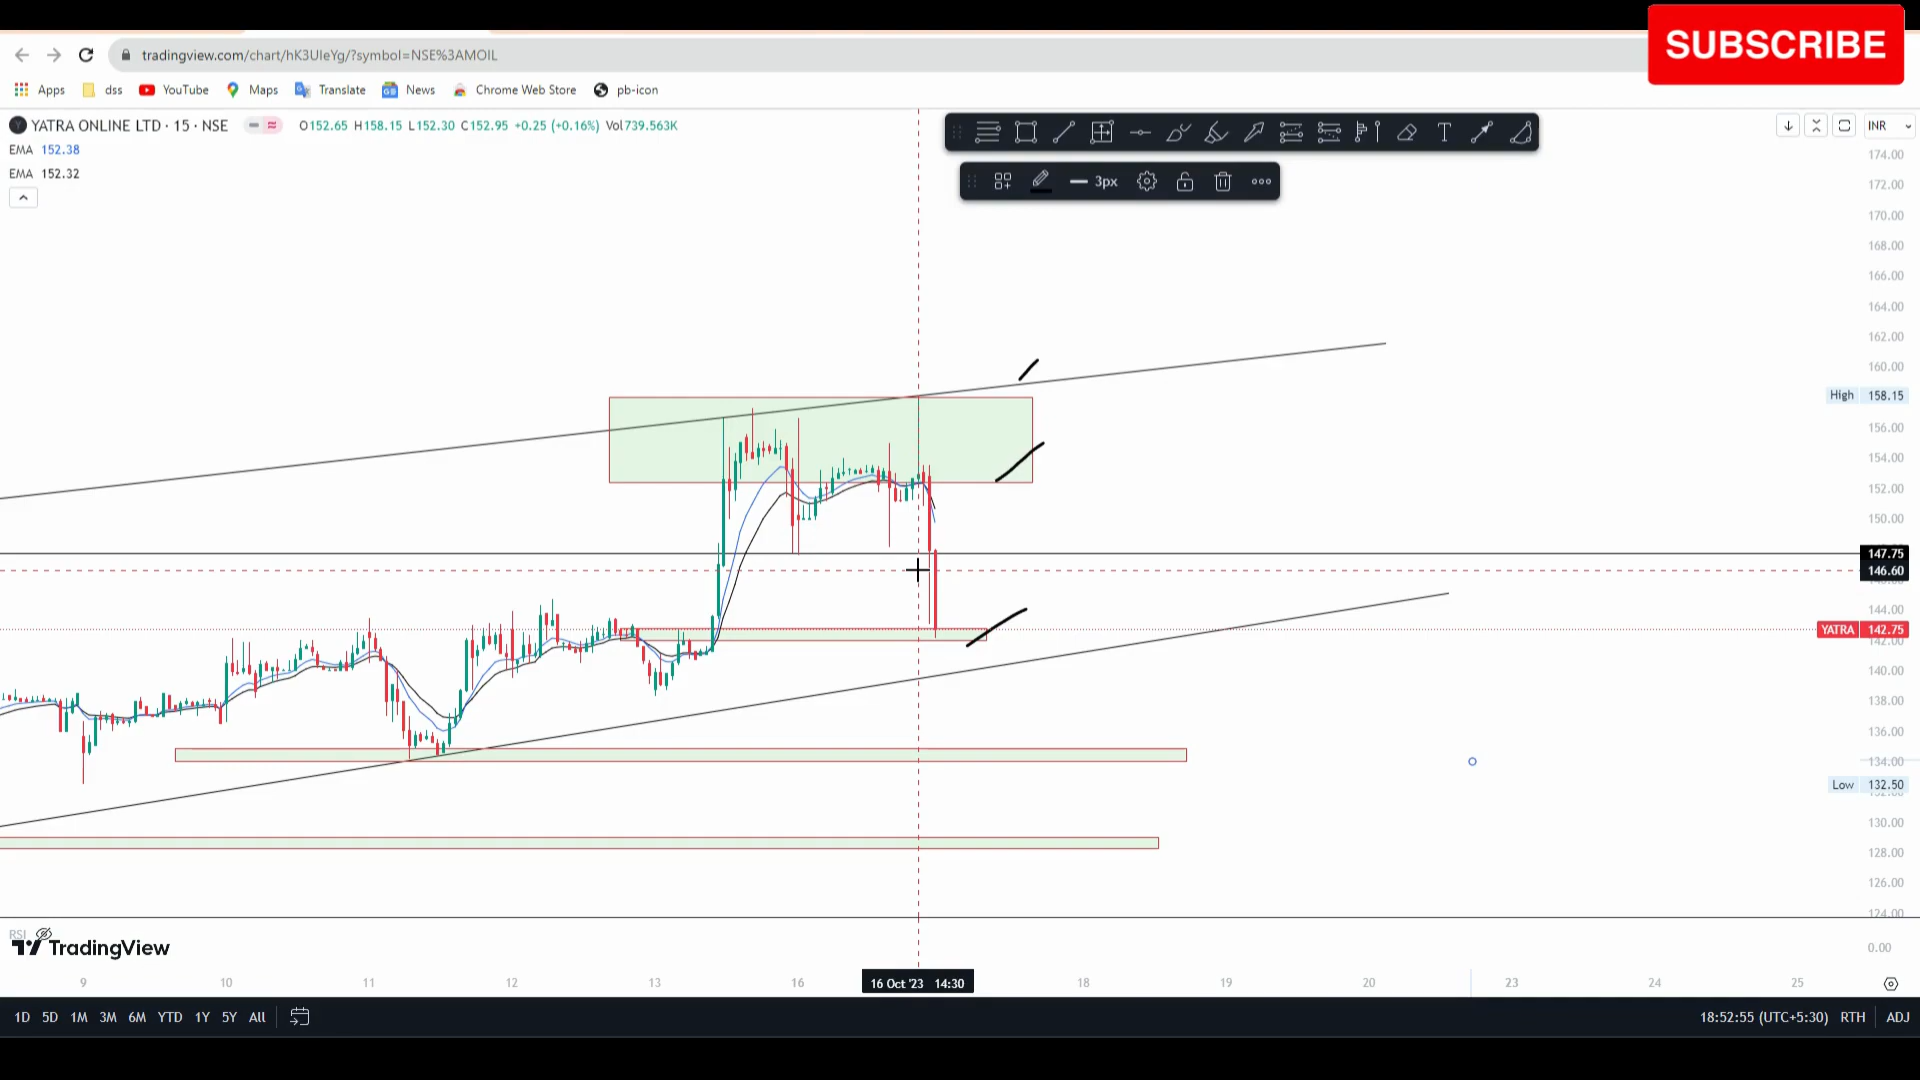 SUBSCRIBE
tradingview.com/chart/hK3UIeYg/?symbol=NSE%3AMOIL
Apps dss YouTube Maps Translate News Chrome Web Store pb-icon
YATRA ONLINE LTD · 15 · NSE O152.65 H158.15 L152.30 C152.95 +0.25 (+0.16%) Vol739.563K
INR
EMA 152.38
EMA 152.32
3px
174.00
172.00
170.00
168.00
166.00
164.00
162.00
160.00
High 158.15
156.00
154.00
152.00
150.00
147.75
146.60
144.00
YATRA 142.75
142.00
140.00
138.00
136.00
134.00
Low 132.50
130.00
128.00
126.00
124.00
RSI
TradingView
0.00
9 10 11 12 13 16 16 Oct '23 14:30 18 19 20 23 24 25
1D 5D 1M 3M 6M YTD 1Y 5Y All 18:52:55 (UTC+5:30) RTH ADJ